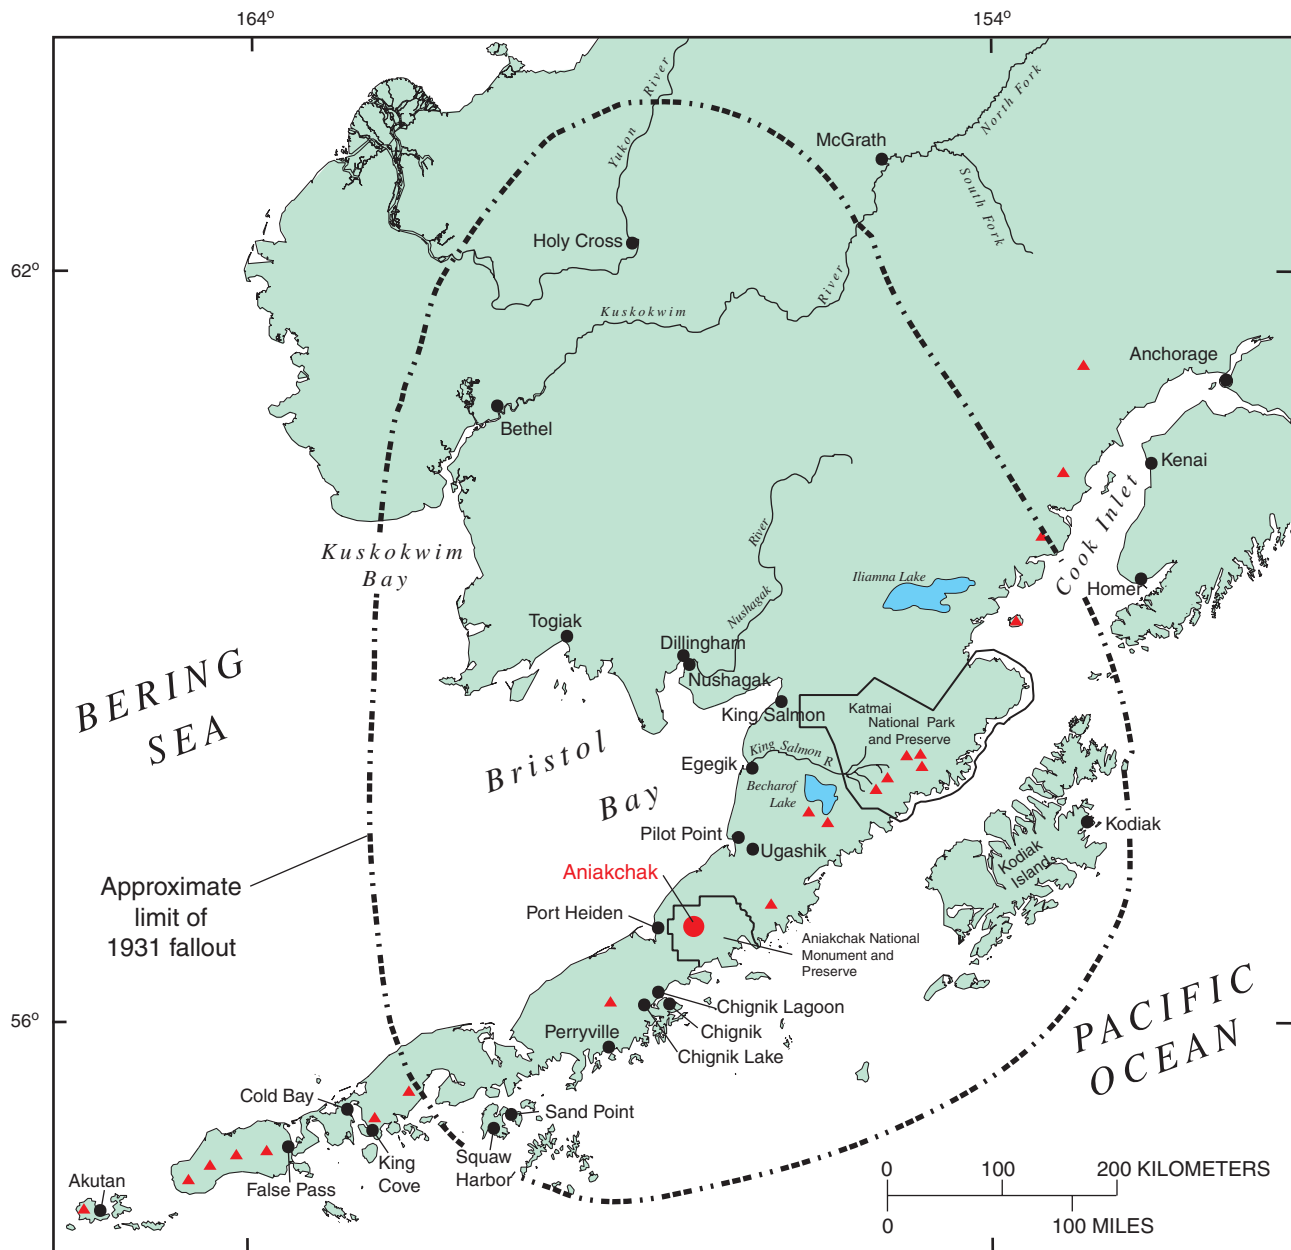 164°
154°
62°
56°
Yukon River
McGrath
North Fork
South Fork
Holy Cross
Kuskokwim River
Anchorage
Bethel
Kenai
Cook Inlet
Kuskokwim
Bay
Nushagak River
Iliamna Lake
Homer
Togiak
Dillingham
Nushagak
BERING
SEA
King Salmon
Katmai
National Park
and Preserve
Bristol
Bay
King Salmon R
Egegik
Becharof
Lake
Pilot Point
Ugashik
Kodiak
Kodiak
Island
Approximate
limit of
1931 fallout
Aniakchak
Port Heiden
Aniakchak National
Monument and
Preserve
Chignik Lagoon
Chignik
Chignik Lake
Perryville
PACIFIC
OCEAN
Cold Bay
Sand Point
King
Cove
Squaw
Harbor
False Pass
Akutan
0 100 200 KILOMETERS
0 100 MILES